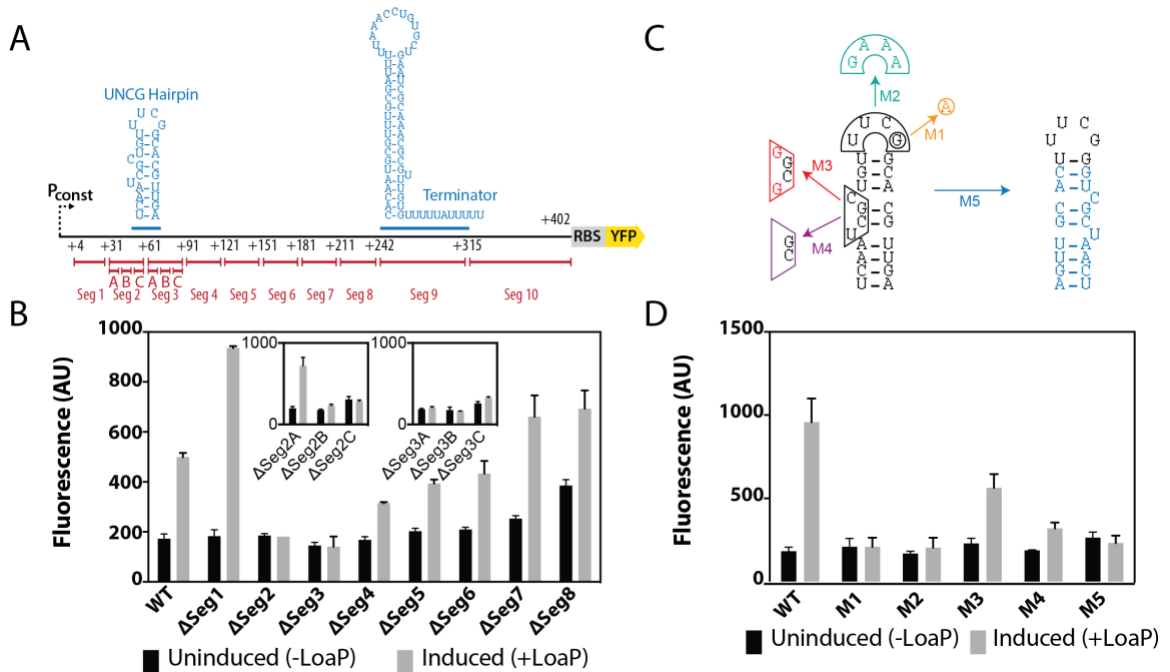 A
UNCG Hairpin
Terminator
UUUUAUUUUU
P const
+402
RBS
YFP
+4
+31
+61
+91
+121
+151
+181
+211
+242
+315
A B C
A B C
Seg 1
Seg 2
Seg 3
Seg 4
Seg 5
Seg 6
Seg 7
Seg 8
Seg 9
Seg 10
B
Fluorescence (AU)
1000
800
600
400
200
0
1000
0
ΔSeg2A
ΔSeg2B
ΔSeg2C
1000
0
ΔSeg3A
ΔSeg3B
ΔSeg3C
WT
ΔSeg1
ΔSeg2
ΔSeg3
ΔSeg4
ΔSeg5
ΔSeg6
ΔSeg7
ΔSeg8
Uninduced (-LoaP)
Induced (+LoaP)
C
G A A A
M2
A
M1
U U C G
M3
G G C G
M4
G C
M5
U U C G
D
Fluorescence (AU)
1500
1000
500
0
WT
M1
M2
M3
M4
M5
Uninduced (-LoaP)
Induced (+LoaP)